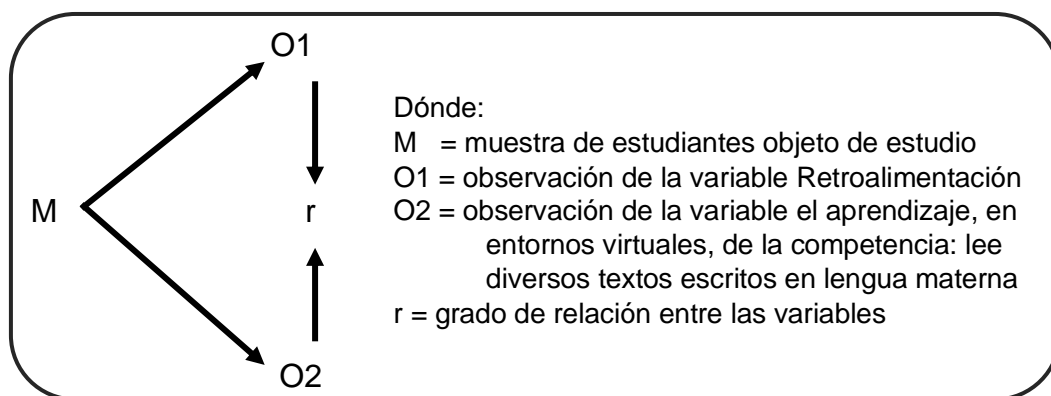 O1
Dónde:
M = muestra de estudiantes objeto de estudio
O1 = observación de la variable Retroalimentación
M r O2 = observación de la variable el aprendizaje, en
entornos virtuales, de la competencia: lee
diversos textos escritos en lengua materna
r = grado de relación entre las variables
O2